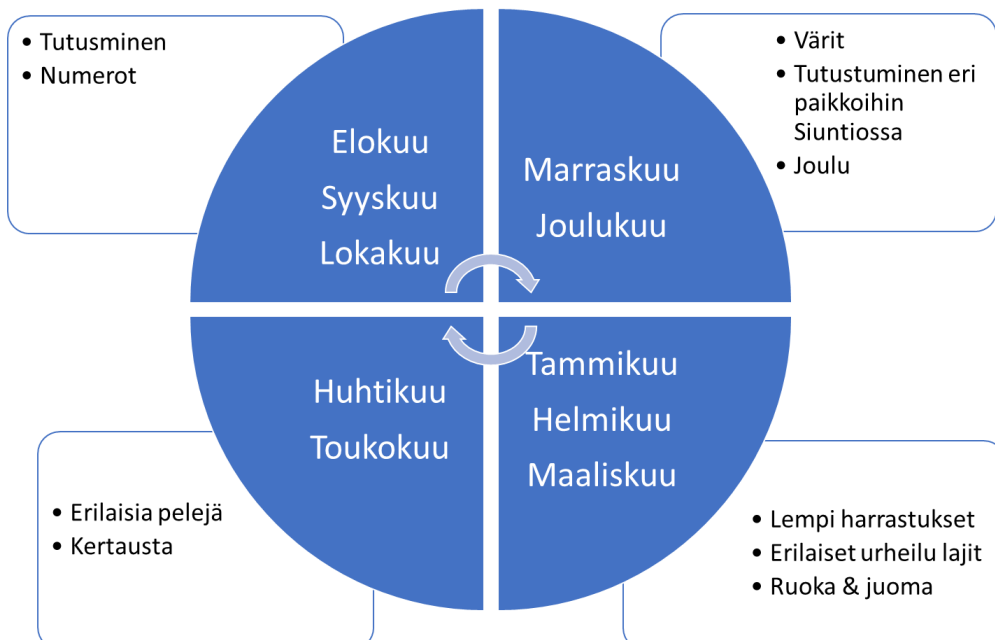 • Tutusminen
• Numerot
Elokuu
Syyskuu
Lokakuu
Marraskuu
Joulukuu
• Värit
• Tutustuminen eri
paikkoihin
Siuntiossa
• Joulu
Huhtikuu
Toukokuu
• Erilaisia pelejä
• Kertausta
Tammikuu
Helmikuu
Maaliskuu
• Lempi harrastukset
• Erilaiset urheilu lajit
• Ruoka & juoma